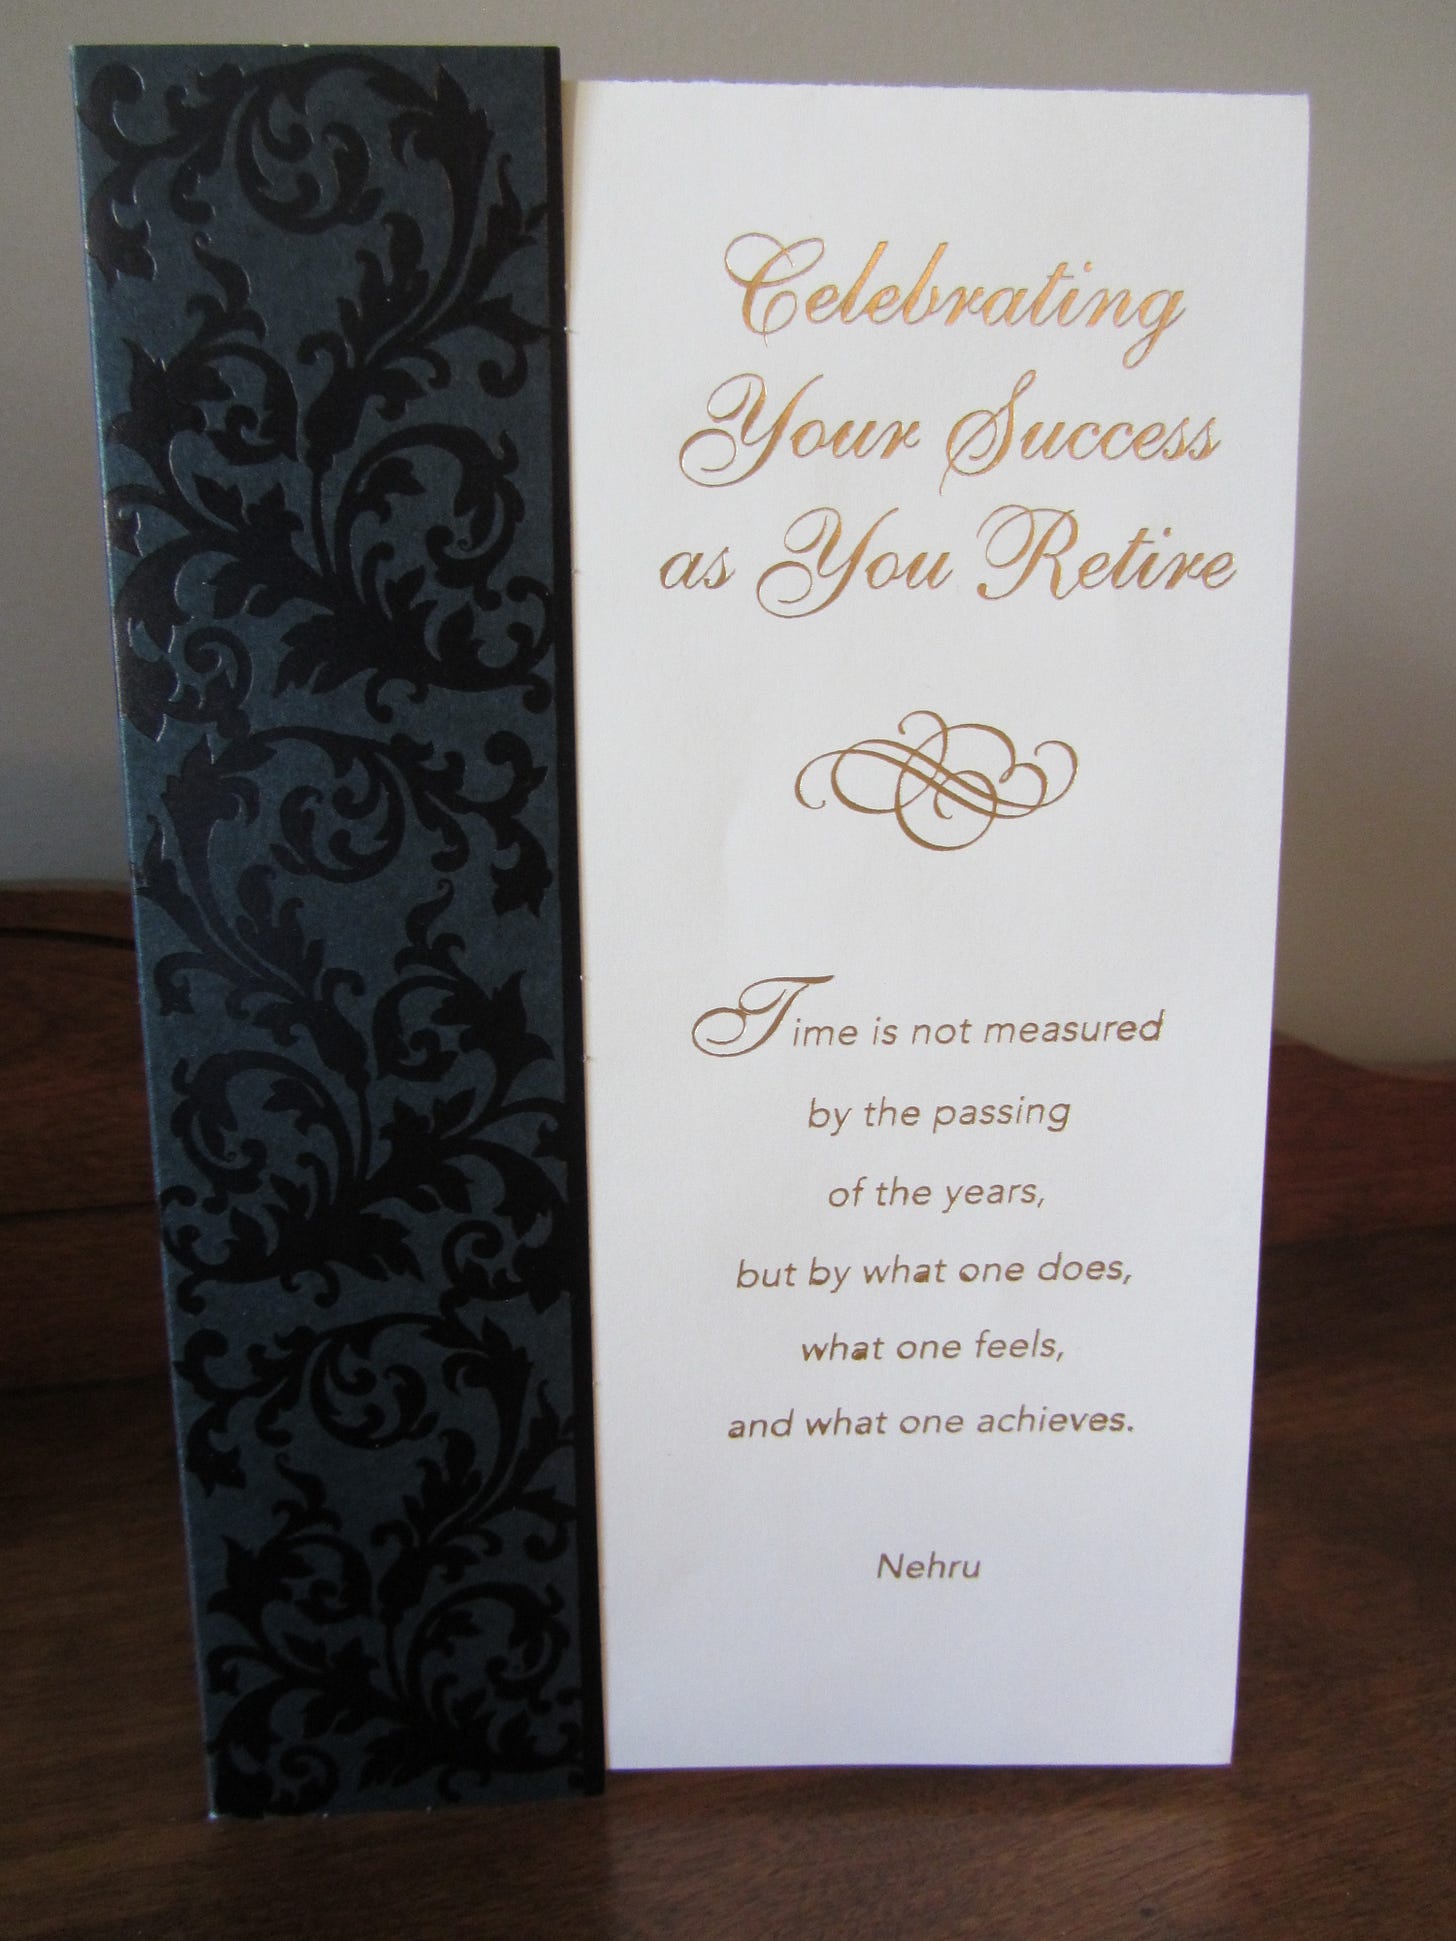 Celebrating
Your Success
as You Retire
Time is not measured
by the passing
of the years,
but by what one does,
what one feels,
and what one achieves.
Nehru